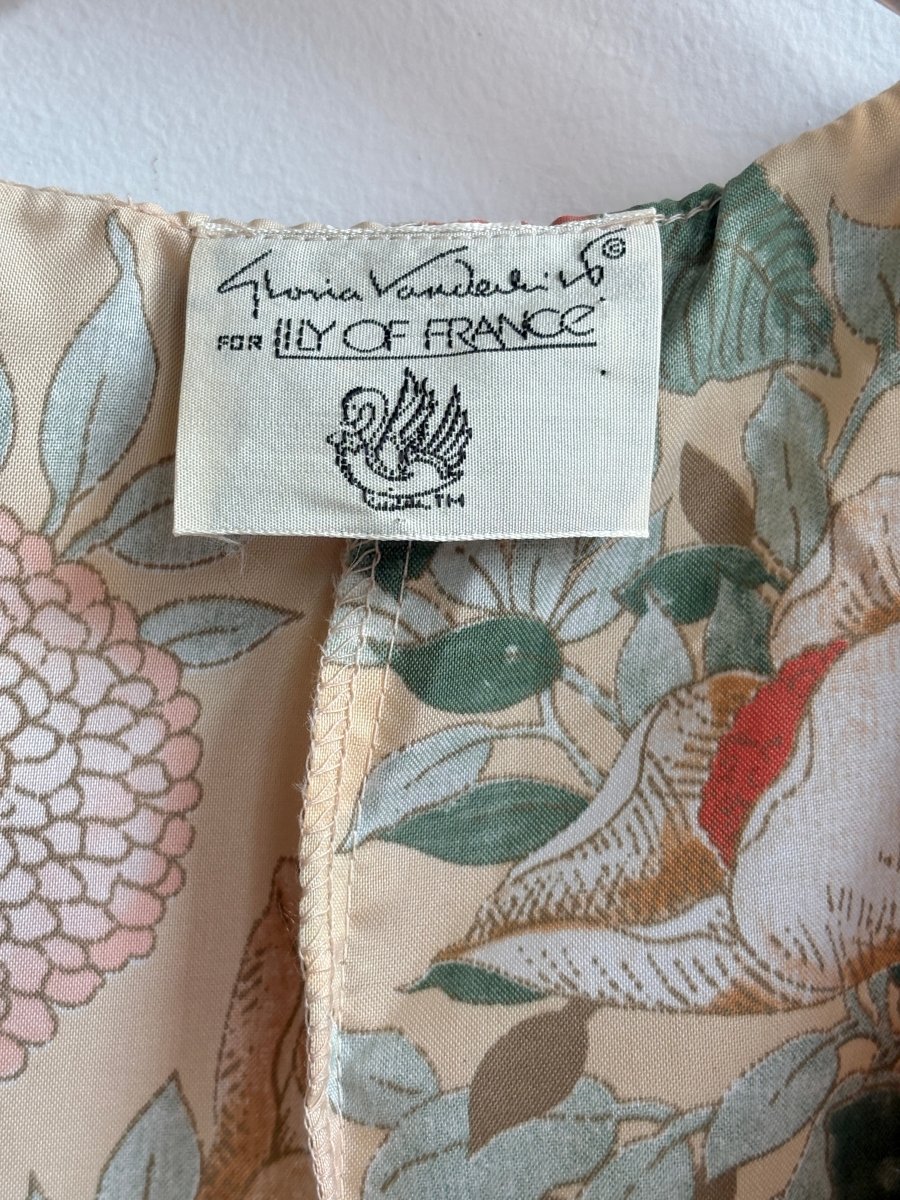 Gloria Vanderbilt ©
FOR LILY OF FRANCE
TM